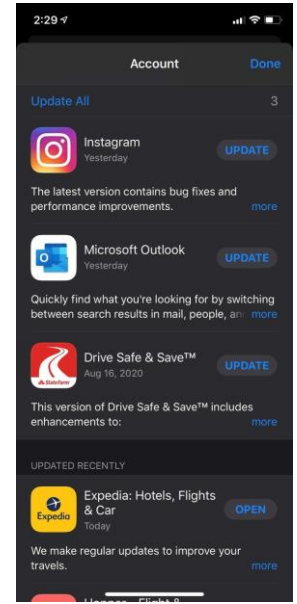 2:29
Account
Done
Update All
3
Instagram
Yesterday
UPDATE
The latest version contains bug fixes and
performance improvements.
more
Microsoft Outlook
Yesterday
UPDATE
Quickly find what you're looking for by switching
between search results in mail, people, an
more
StateFarm
Drive Safe & Save™
Aug 16, 2020
UPDATE
This version of Drive Safe & Save™ includes
enhancements to:
more
UPDATED RECENTLY
Expedia
Expedia: Hotels, Flights
& Car
Today
OPEN
We make regular updates to improve your
travels.
more
Flight &